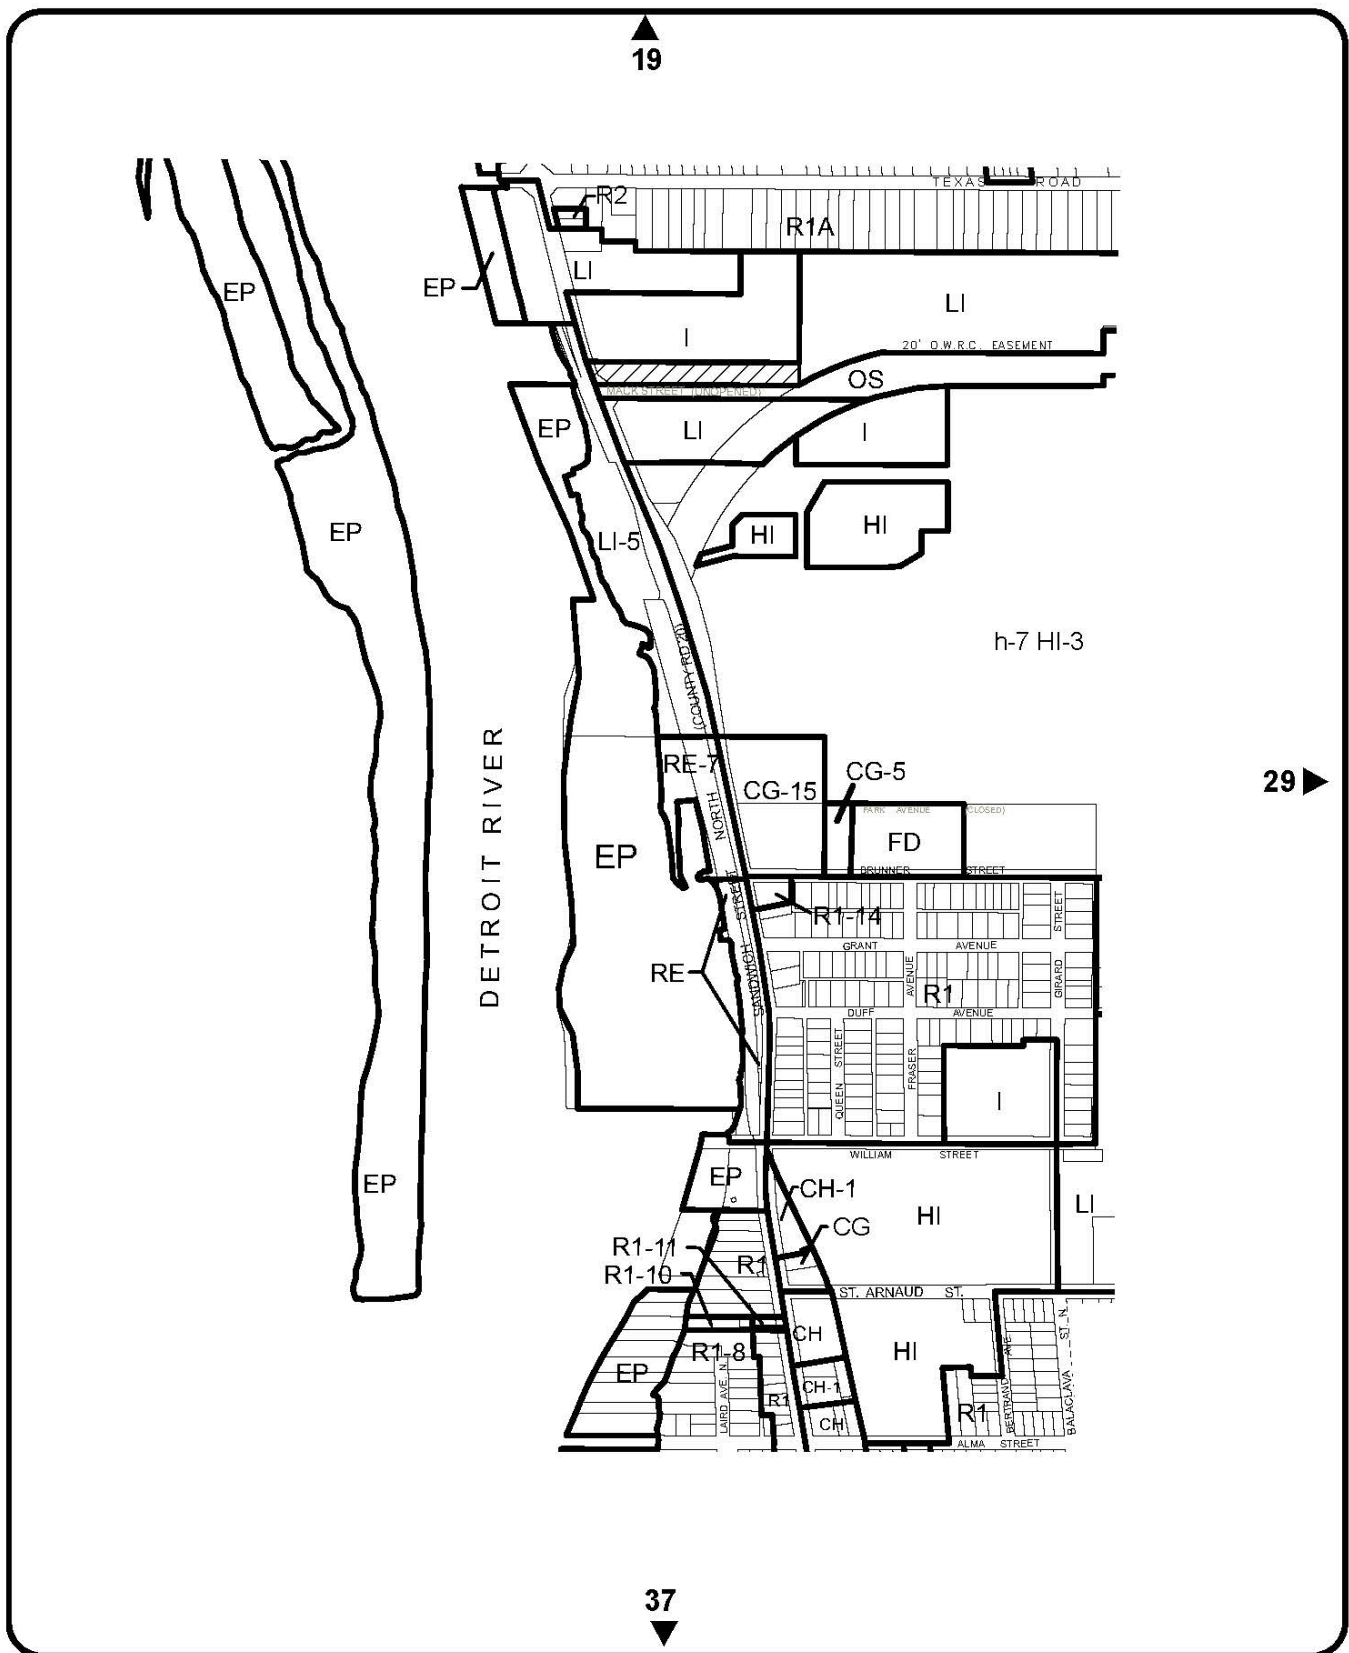 19
TEXAS ROAD
R2
R1A
EP
EP
LI
LI
I
20' O.W.R.C. EASEMENT
OS
MACK STREET (UNOPENED)
EP
LI
I
EP
HI
HI
LI-5
h-7 HI-3
(COUNTY RD 20)
DETROIT RIVER
RE-7
CG-15
CG-5
29
PARK AVENUE (CLOSED)
EP
FD
BRUNNER STREET
SANDWICH STREET NORTH
R1-14
GRANT AVENUE
RE
R1
DUFF AVENUE
FRASER AVENUE
GIRARD STREET
QUEEN STREET
I
WILLIAM STREET
EP
EP
CH-1
HI
LI
CG
R1-11
R1
R1-10
ST. ARNAUD ST.
CH
R1-8
HI
EP
CH-1
R1
CH
R1
LAIRD AVE. N.
BERTRAND AVE
BALACLAVA ST. N.
ALMA STREET
37